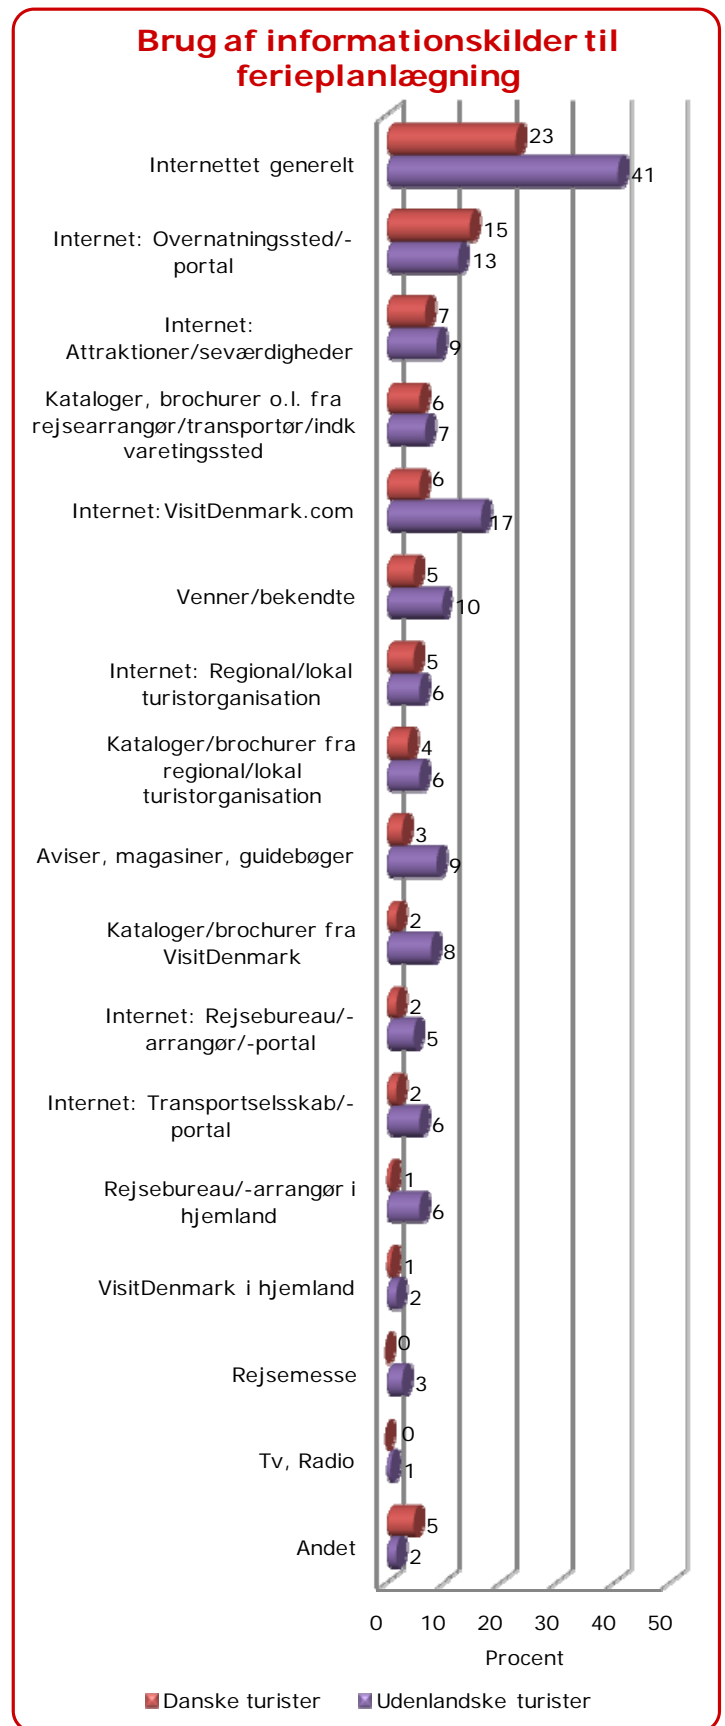 Brug af informationskilder til
ferieplanlægning
Internettet generelt
23
41
Internet: Overnatningssted/-
portal
15
13
Internet:
Attraktioner/seværdigheder
7
9
Kataloger, brochurer o.l. fra
rejsearrangør/transportør/indk
varetingssted
6
7
Internet: VisitDenmark.com
6
17
Venner/bekendte
5
10
Internet: Regional/lokal
turistorganisation
5
6
Kataloger/brochurer fra
regional/lokal
turistorganisation
4
6
Aviser, magasiner, guidebøger
3
9
Kataloger/brochurer fra
VisitDenmark
2
8
Internet: Rejsebureau/-
arrangør/-portal
2
5
Internet: Transportselsskab/-
portal
2
6
Rejsebureau/-arrangør i
hjemland
1
6
VisitDenmark i hjemland
1
2
Rejsemesse
0
3
Tv, Radio
0
1
Andet
5
2
0 10 20 30 40 50
Procent
Danske turister Udenlandske turister